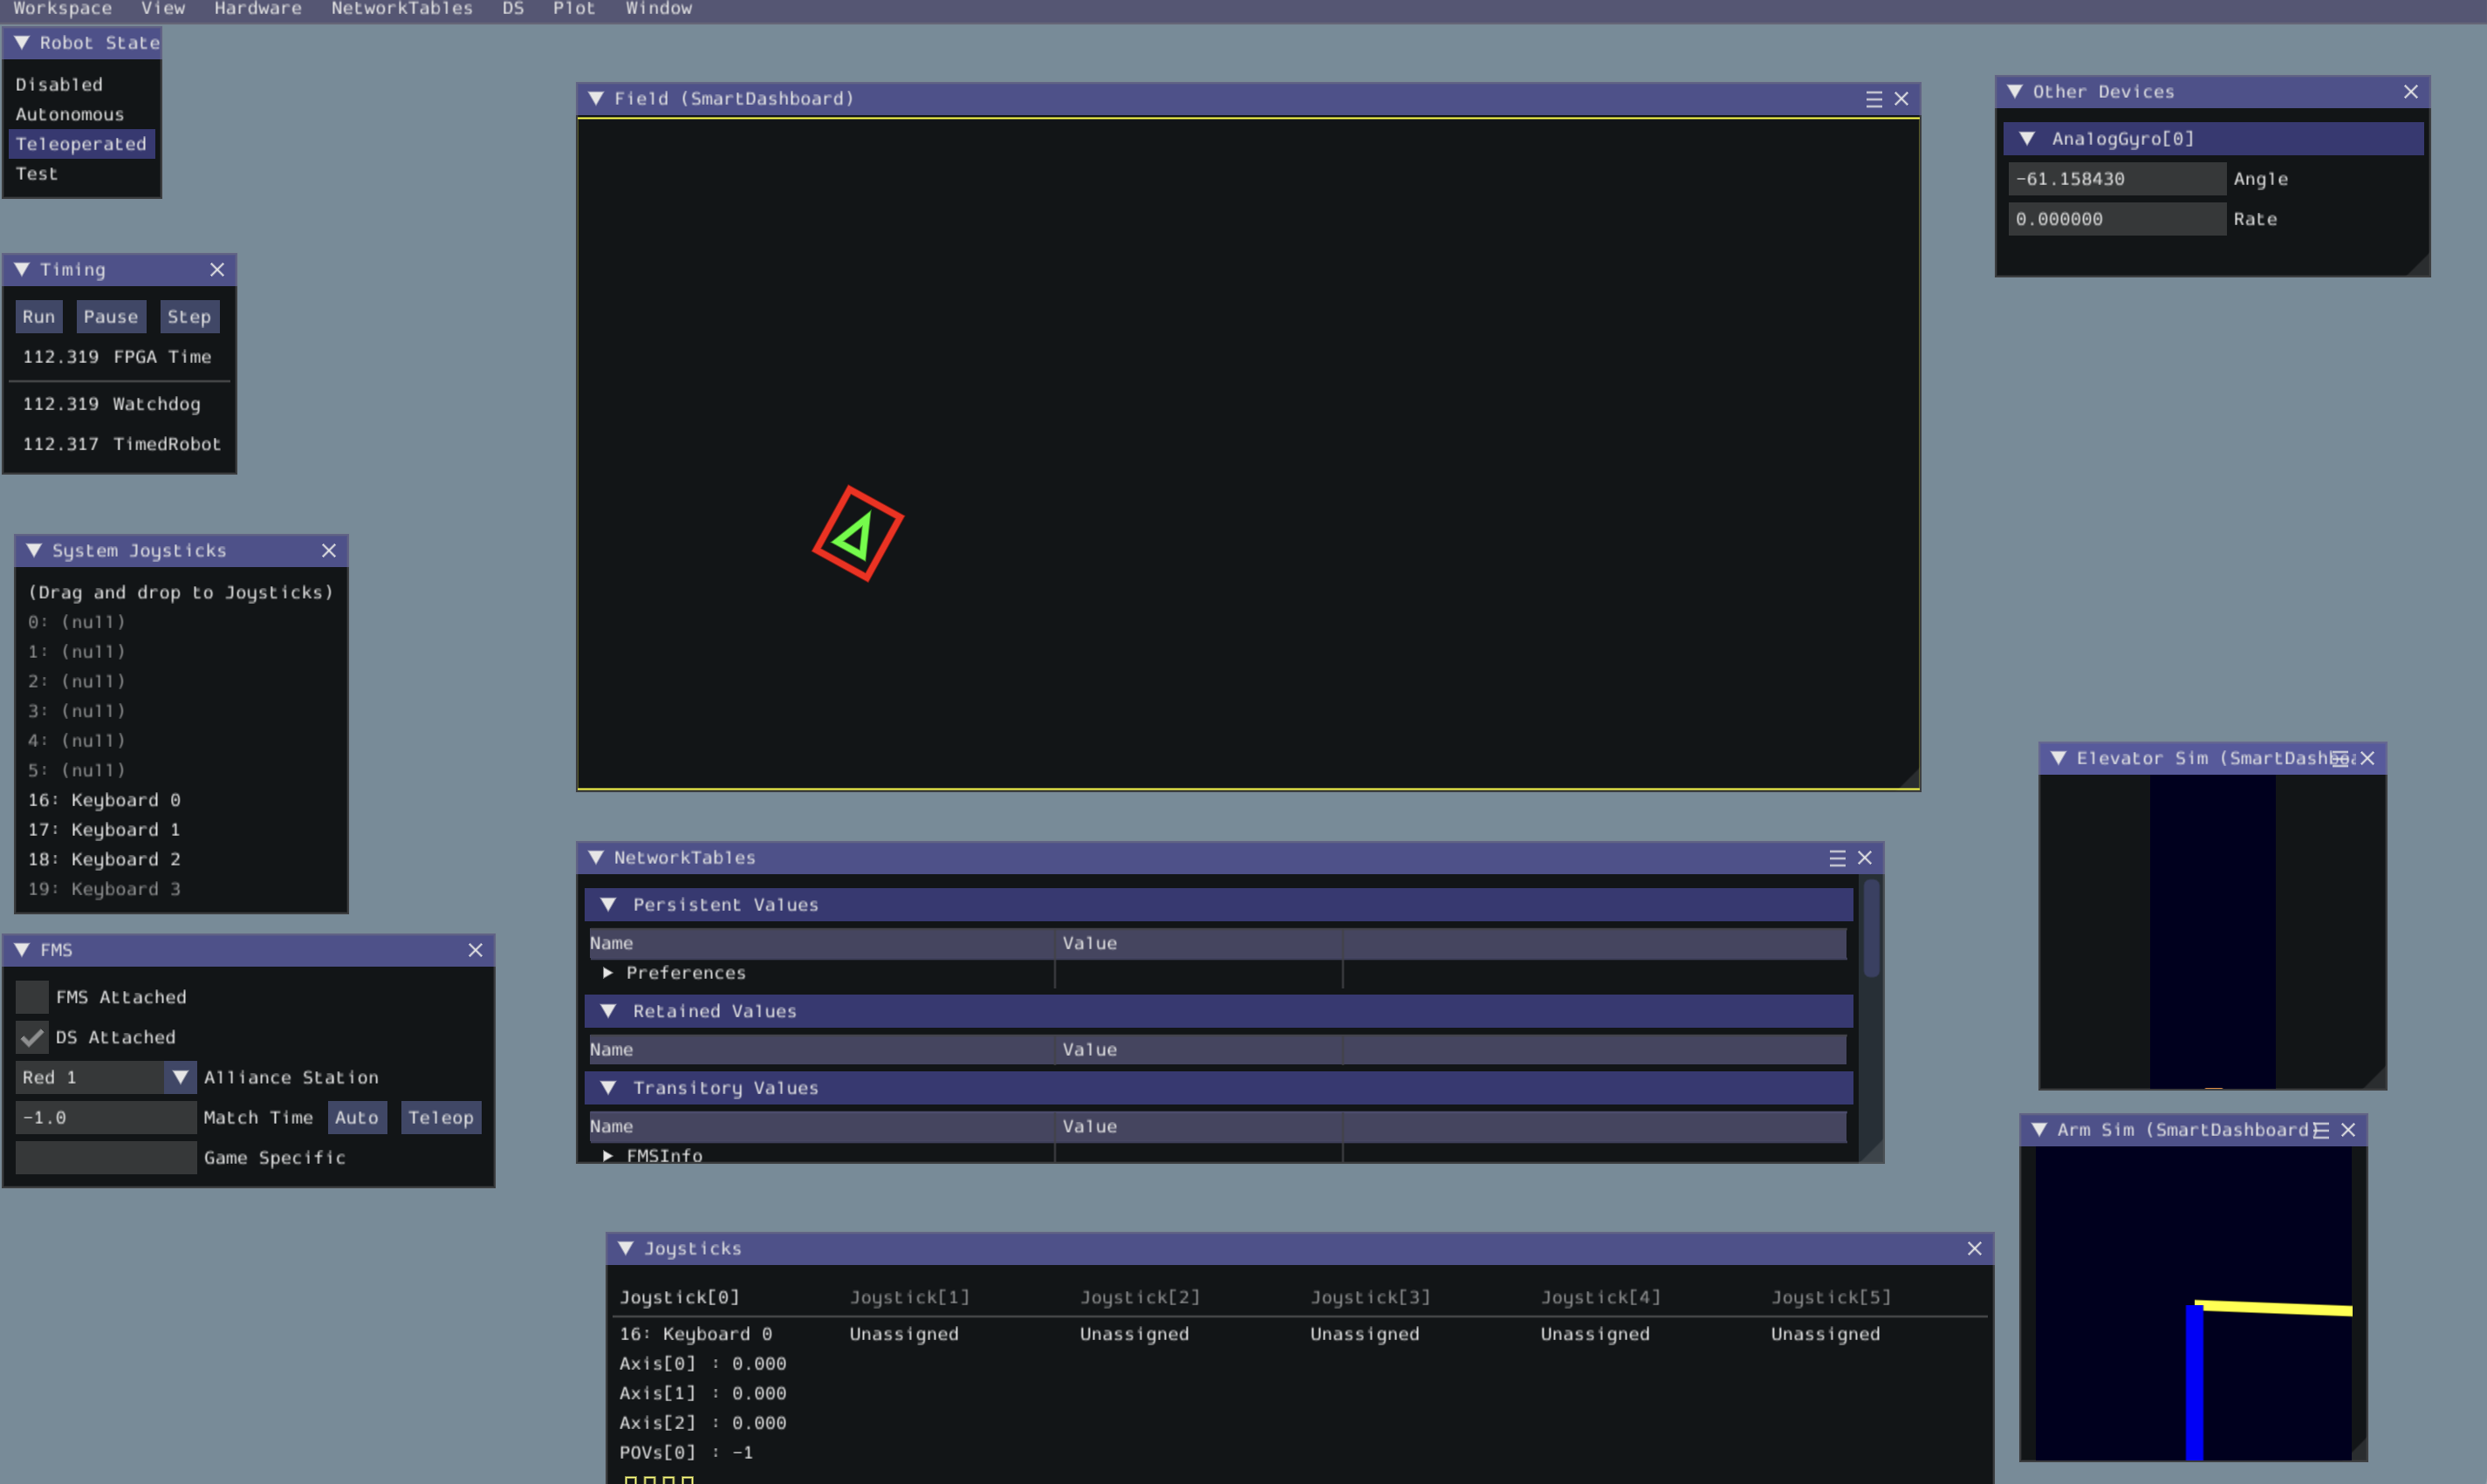 Workspace View Hardware NetworkTables DS Plot Window
Robot State
Disabled
Autonomous
Teleoperated
Test
Timing
Run Pause Step
112.319 FPGA Time
112.319 Watchdog
112.317 TimedRobot
System Joysticks
(Drag and drop to Joysticks)
0: (null)
1: (null)
2: (null)
3: (null)
4: (null)
5: (null)
16: Keyboard 0
17: Keyboard 1
18: Keyboard 2
19: Keyboard 3
FMS
FMS Attached
DS Attached
Red 1 Alliance Station
-1.0 Match Time Auto Teleop
Game Specific
Field (SmartDashboard)
NetworkTables
Persistent Values
Name Value
Preferences
Retained Values
Name Value
Transitory Values
Name Value
FMSInfo
Joysticks
Joystick[0] Joystick[1] Joystick[2] Joystick[3] Joystick[4] Joystick[5]
16: Keyboard 0 Unassigned Unassigned Unassigned Unassigned Unassigned
Axis[0] : 0.000
Axis[1] : 0.000
Axis[2] : 0.000
POVs[0] : -1
Other Devices
AnalogGyro[0]
-61.158430 Angle
0.000000 Rate
Elevator Sim
Arm Sim (SmartDashboard)